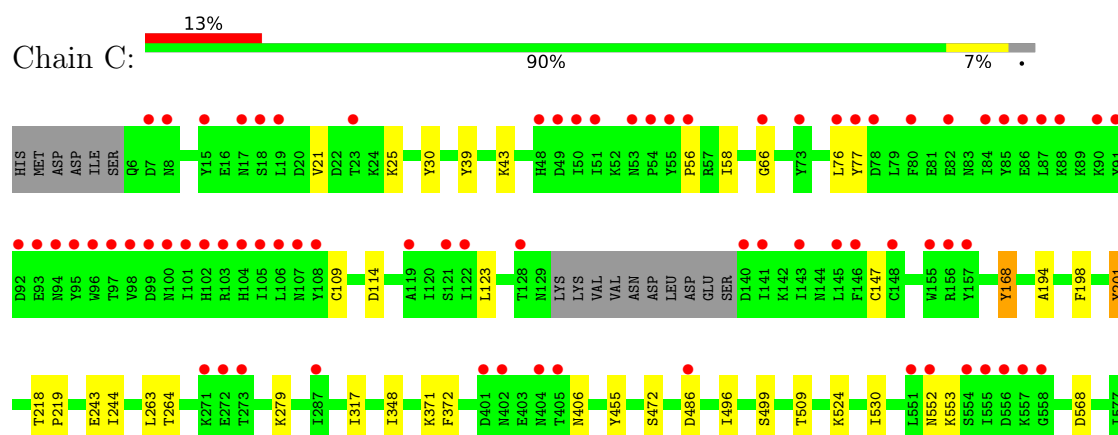 13%
Chain C:
90%
7%
.
HIS MET ASP ASP ILE SER Q6 D7 N8 Y15 E16 N17 S18 L19 D20 V21 D22 T23 K24 K25 Y30 Y39 K43 H48 D49 I50 I51 K52 N53 P54 Y55 P56 R57 I58 G66 Y73 L76 Y77 D78 L79 F80 E81 E82 N83 I84 Y85 E86 L87 K88 K89 K90 Y91
D92 E93 N94 Y95 W96 T97 V98 D99 N100 I101 H102 R103 H104 I105 L106 N107 Y108 C109 D114 A119 I120 S121 I122 L123 T128 N129 LYS LYS VAL VAL ASN ASP LEU ASP GLU SER D140 I141 K142 I143 N144 L145 F146 C147 C148 W155 R156 Y157 Y168 A194 F198 Y201
T218 P219 E243 I244 L263 T264 K271 E272 T273 K279 I287 I317 I348 K371 F372 D401 N402 E403 N404 T405 N406 Y455 S472 D486 I496 S499 T509 K524 I530 L551 N552 K553 S554 I555 D556 K557 G558 D568